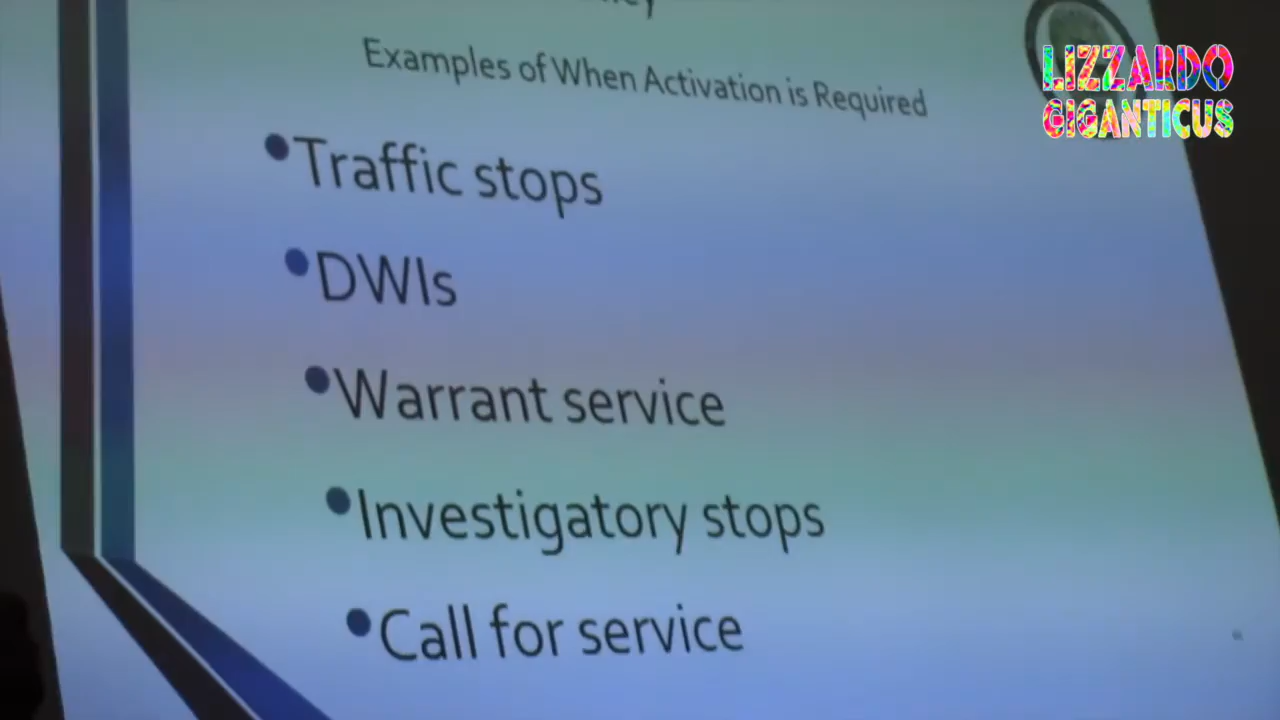 Examples of When Activation is Required
LIZZARDO
GIGANTICUS
• Traffic stops
• DWIs
• Warrant service
• Investigatory stops
• Call for service